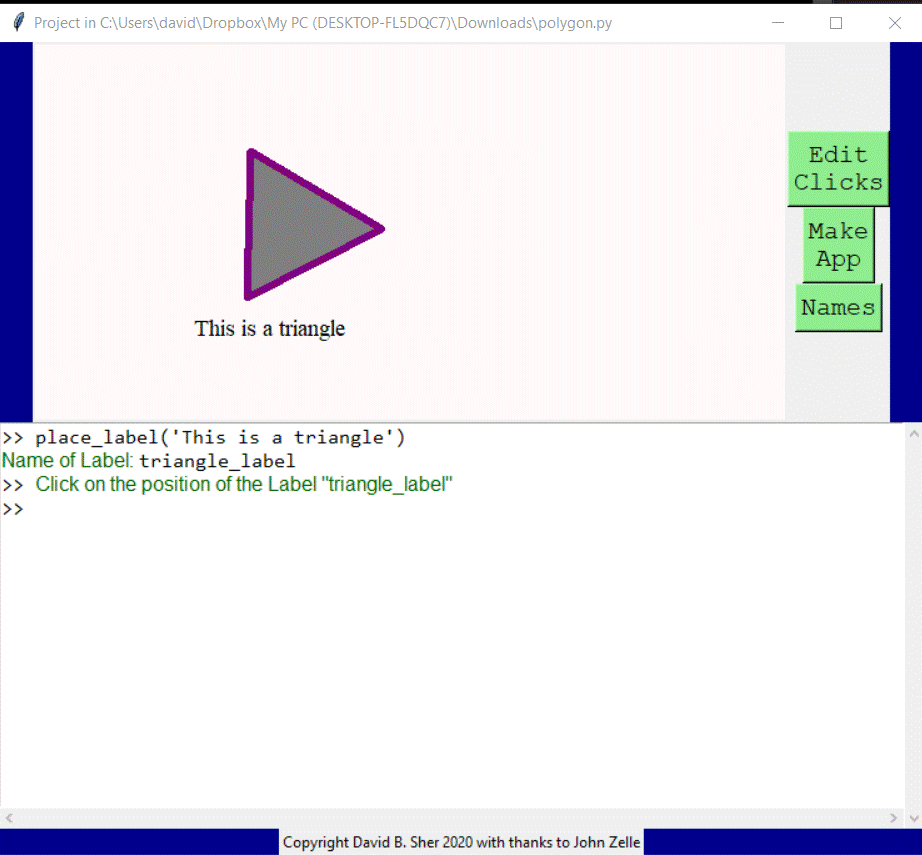 Project in C:\Users\david\Dropbox\My PC (DESKTOP-FL5DQC7)\Downloads\polygon.py
Edit
Clicks
Make
App
Names
This is a triangle
>> place_label('This is a triangle')
Name of Label: triangle_label
>> Click on the position of the Label "triangle_label"
>>
Copyright David B. Sher 2020 with thanks to John Zelle